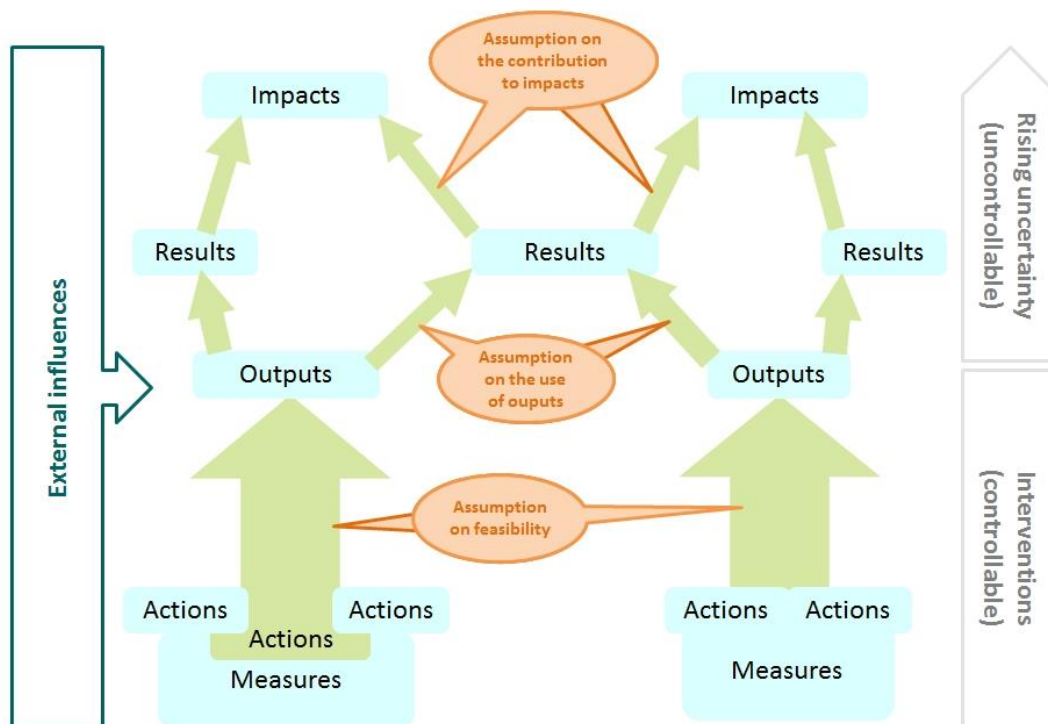 Assumption on
the contribution
to impacts
Impacts
Impacts
Rising uncertainty
(uncontrollable)
Results
Results
Results
External influences
Assumption
on the use
of ouputs
Outputs
Outputs
Assumption
on feasibility
Interventions
(controllable)
Actions
Actions
Actions
Measures
Actions
Actions
Measures